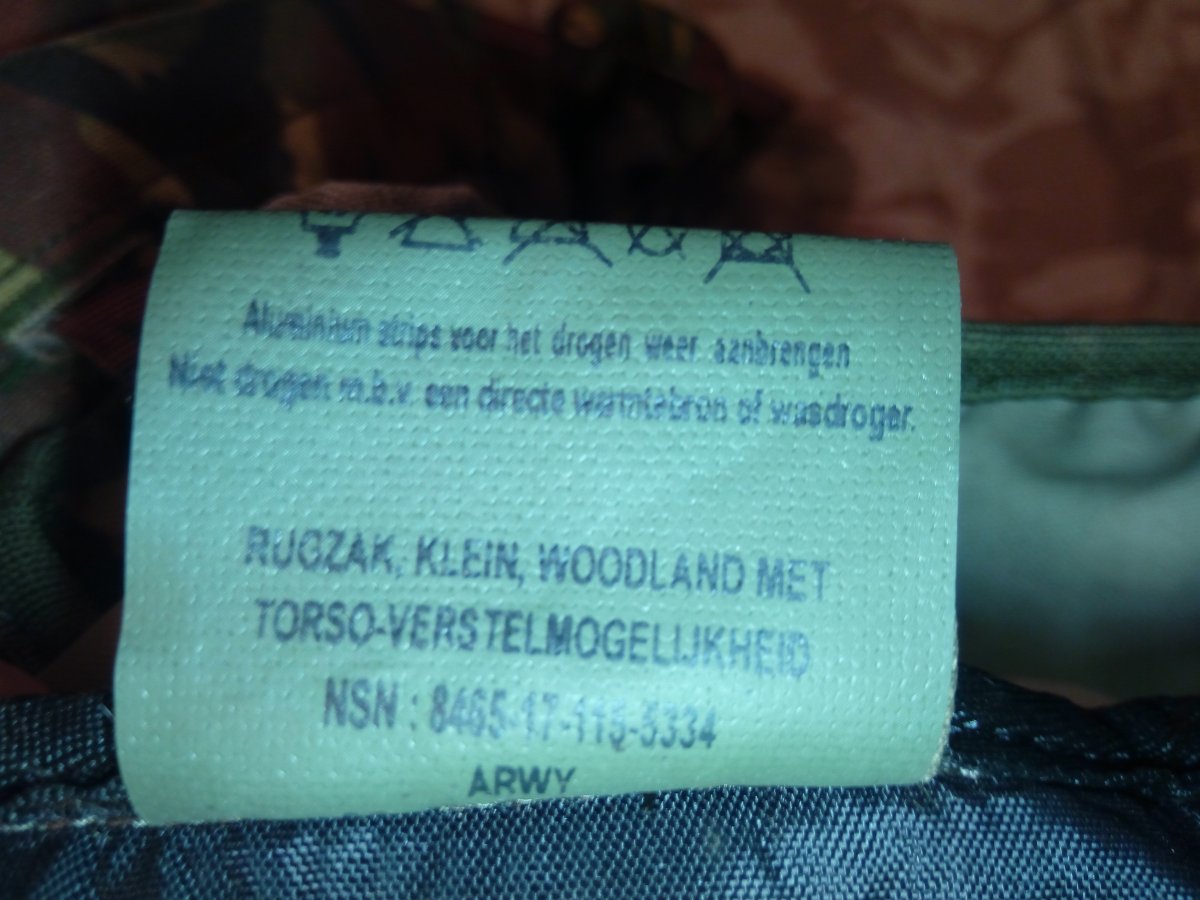 Aluminium strips voor het drogen weer aanbrengen
Niet drogen m.b.v. een directe warmtebron of wasdroger.
RUGZAK, KLEIN, WOODLAND MET
TORSO-VERSTELMOGELIJKHEID
NSN : 8465-17-115-5334
ARWY